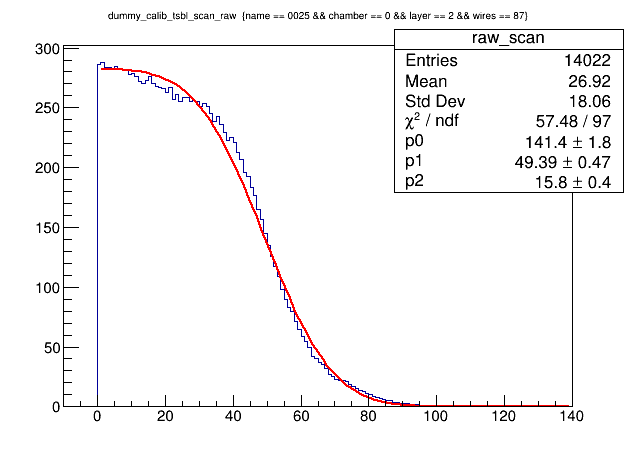 dummy_calib_tsbl_scan_raw {name == 0025 && chamber == 0 && layer == 2 && wires == 87}
raw_scan
Entries 14022
Mean 26.92
Std Dev 18.06
χ² / ndf 57.48 / 97
p0 141.4 ± 1.8
p1 49.39 ± 0.47
p2 15.8 ± 0.4
300
250
200
150
100
50
0
0 20 40 60 80 100 120 140